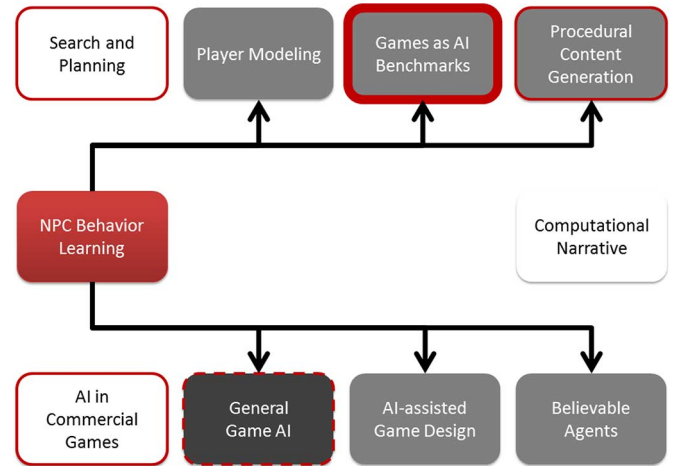 Search and
Planning
Player Modeling
Games as AI
Benchmarks
Procedural
Content
Generation
NPC Behavior
Learning
Computational
Narrative
AI in
Commercial
Games
General
Game AI
AI-assisted
Game Design
Believable
Agents